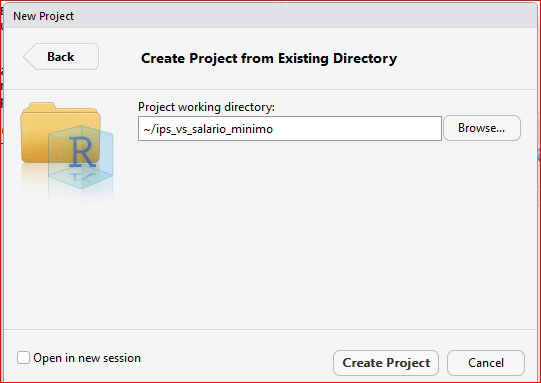 New Project
Back
Create Project from Existing Directory
Project working directory:
~/ips_vs_salario_minimo
Browse...
R
Open in new session
Create Project
Cancel